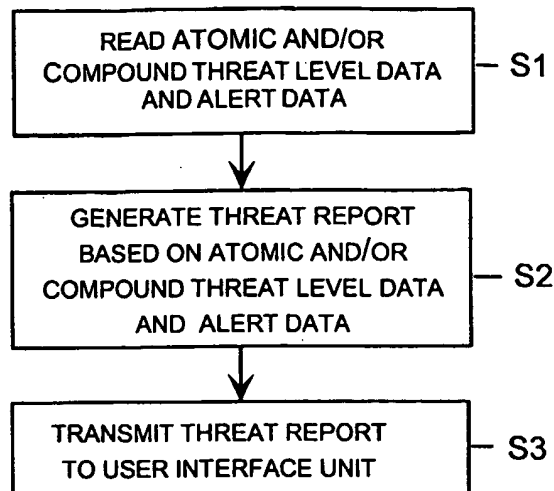 READ ATOMIC AND/OR
COMPOUND THREAT LEVEL DATA
AND ALERT DATA
S1
GENERATE THREAT REPORT
BASED ON ATOMIC AND/OR
COMPOUND THREAT LEVEL DATA
AND ALERT DATA
S2
TRANSMIT THREAT REPORT
TO USER INTERFACE UNIT
S3